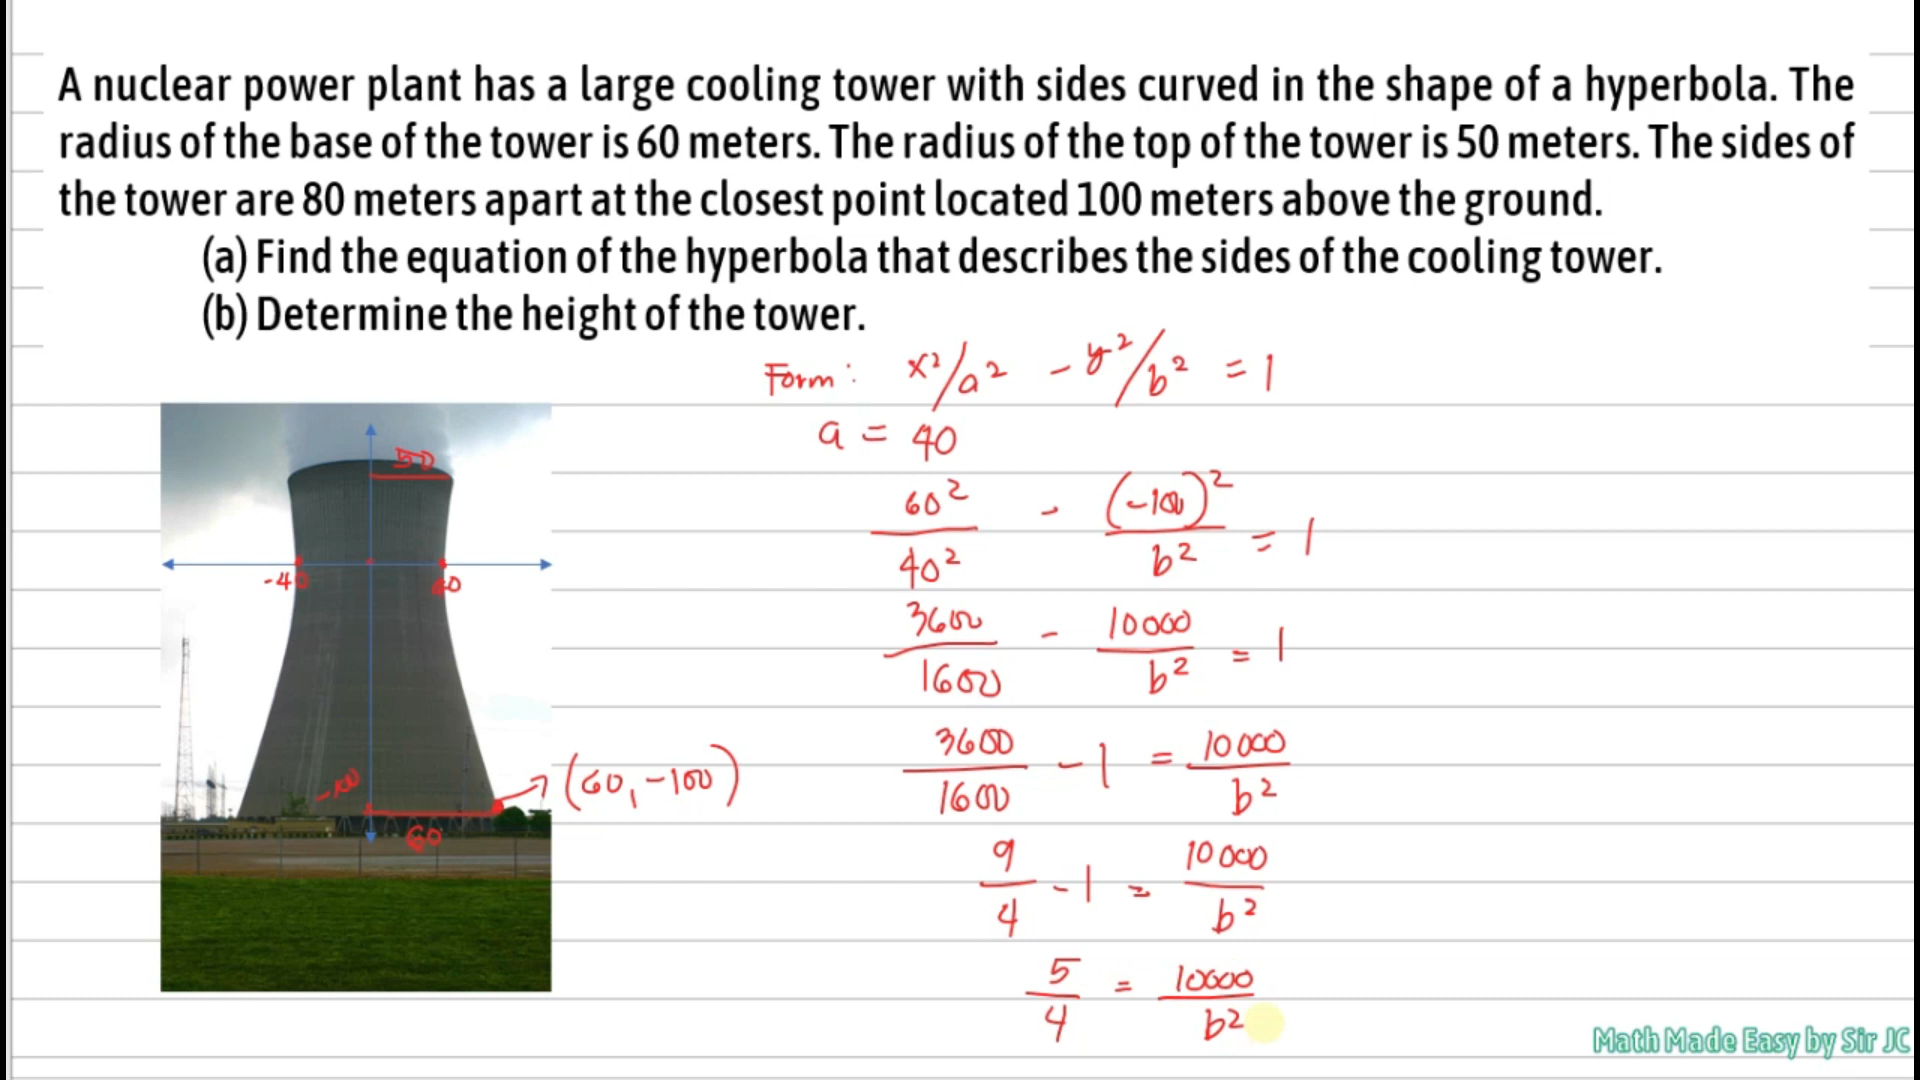 A nuclear power plant has a large cooling tower with sides curved in the shape of a hyperbola. The
radius of the base of the tower is 60 meters. The radius of the top of the tower is 50 meters. The sides of
the tower are 80 meters apart at the closest point located 100 meters above the ground.
(a) Find the equation of the hyperbola that describes the sides of the cooling tower.
(b) Determine the height of the tower.
Form: x²/a² - y²/b² = 1
a = 40
50
60² / 40² - (-100)² / b² = 1
-40 40
3600 / 1600 - 10000 / b² = 1
3600 / 1600 - 1 = 10000 / b²
-100 (60, -100)
60
9 / 4 - 1 = 10000 / b²
5 / 4 = 10000 / b²
Math Made Easy by Sir JC